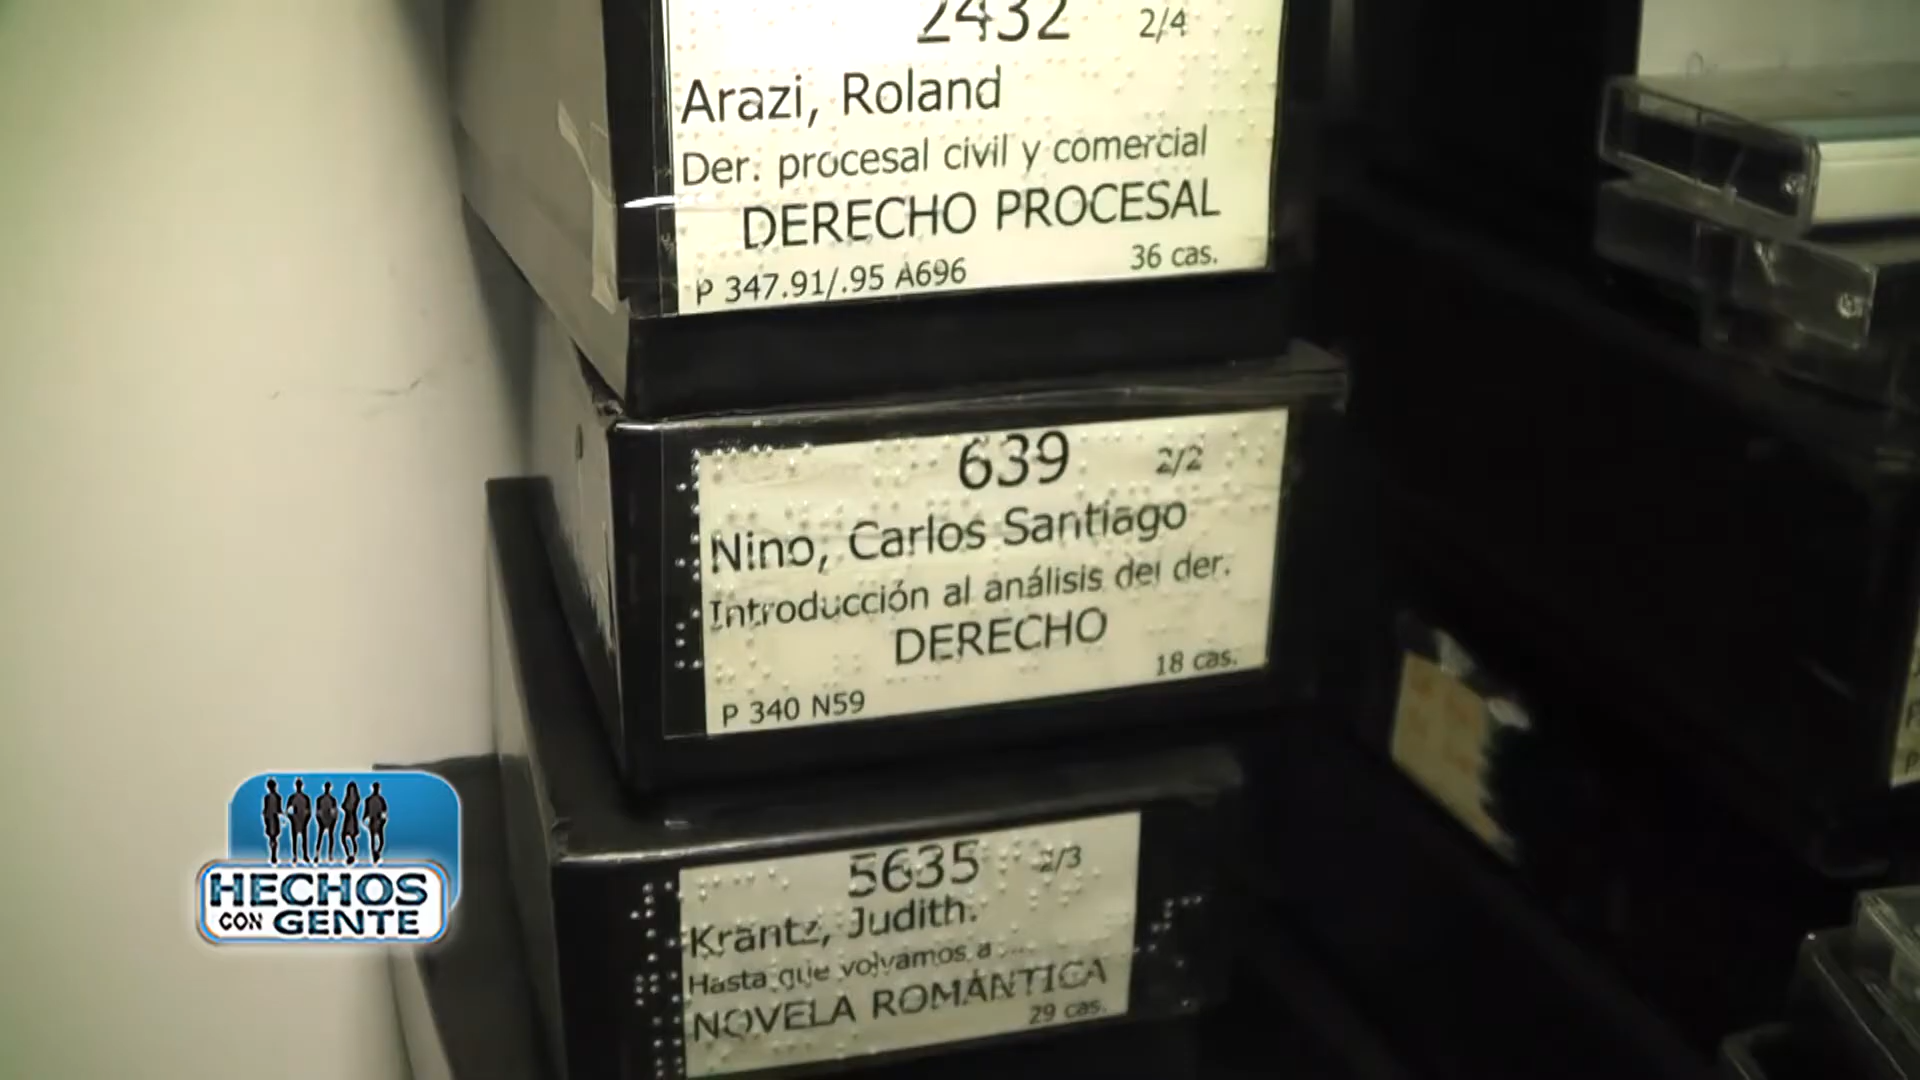 2432 2/4
Arazi, Roland
Der. procesal civil y comercial
DERECHO PROCESAL
36 cas.
P 347.91/.95 A696
639 2/2
Nino, Carlos Santiago
Introducción al análisis del der.
DERECHO
18 cas.
P 340 N59
5635 2/3
Krantz, Judith.
Hasta que volvamos a ...
NOVELA ROMÁNTICA
29 cas.
HECHOS
CON GENTE